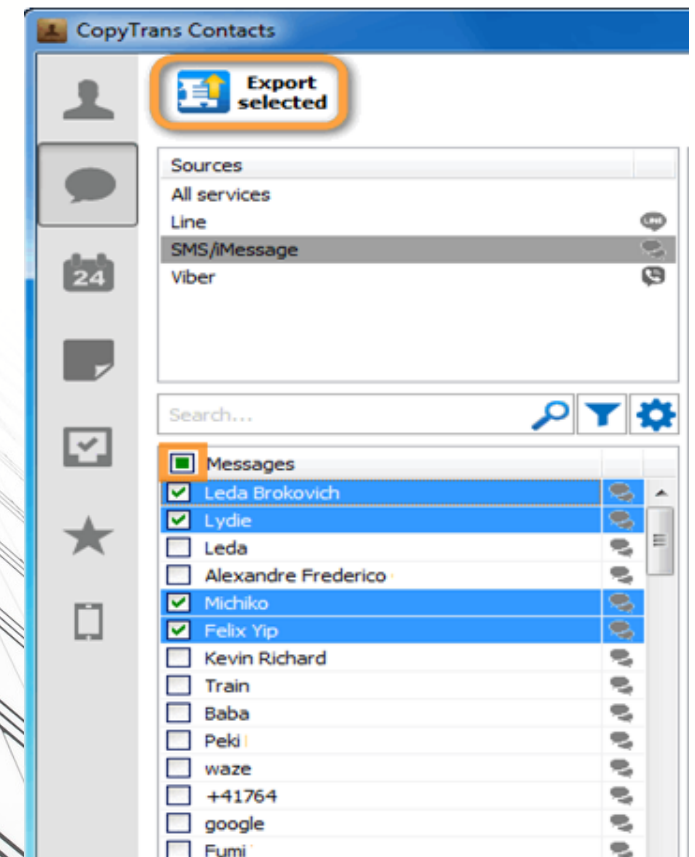 CopyTrans Contacts
Export
selected
Sources
All services
Line
SMS/iMessage
Viber
24
Search...
Messages
Leda Brokovich
Lydie
Leda
Alexandre Frederico
Michiko
Felix Yip
Kevin Richard
Train
Baba
Peki
waze
+41764
google
Fumi